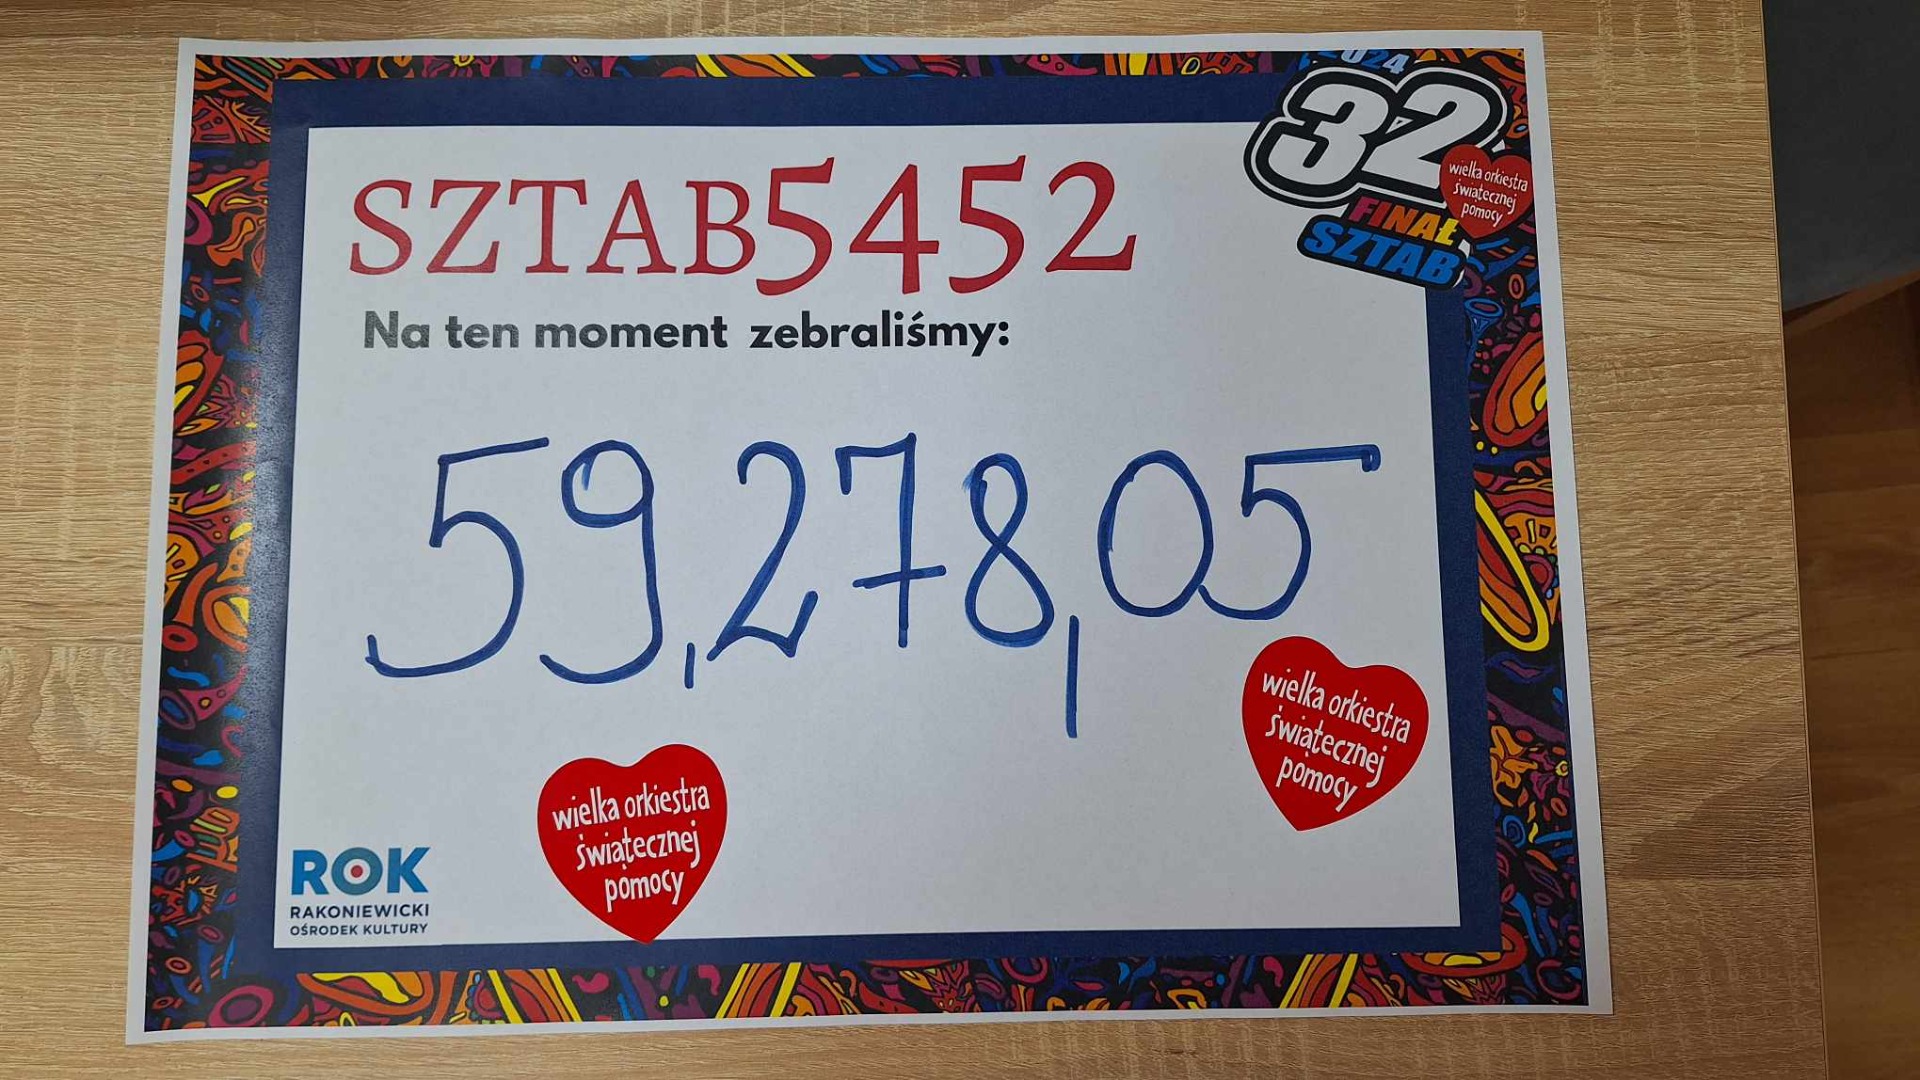 2024
32
wielka orkiestra
świątecznej
pomocy
FINAŁ
SZTAB
SZTAB5452
Na ten moment zebraliśmy:
59,278,05
wielka orkiestra
świątecznej
pomocy
wielka orkiestra
świątecznej
pomocy
ROK
RAKONIEWICKI
OŚRODEK KULTURY